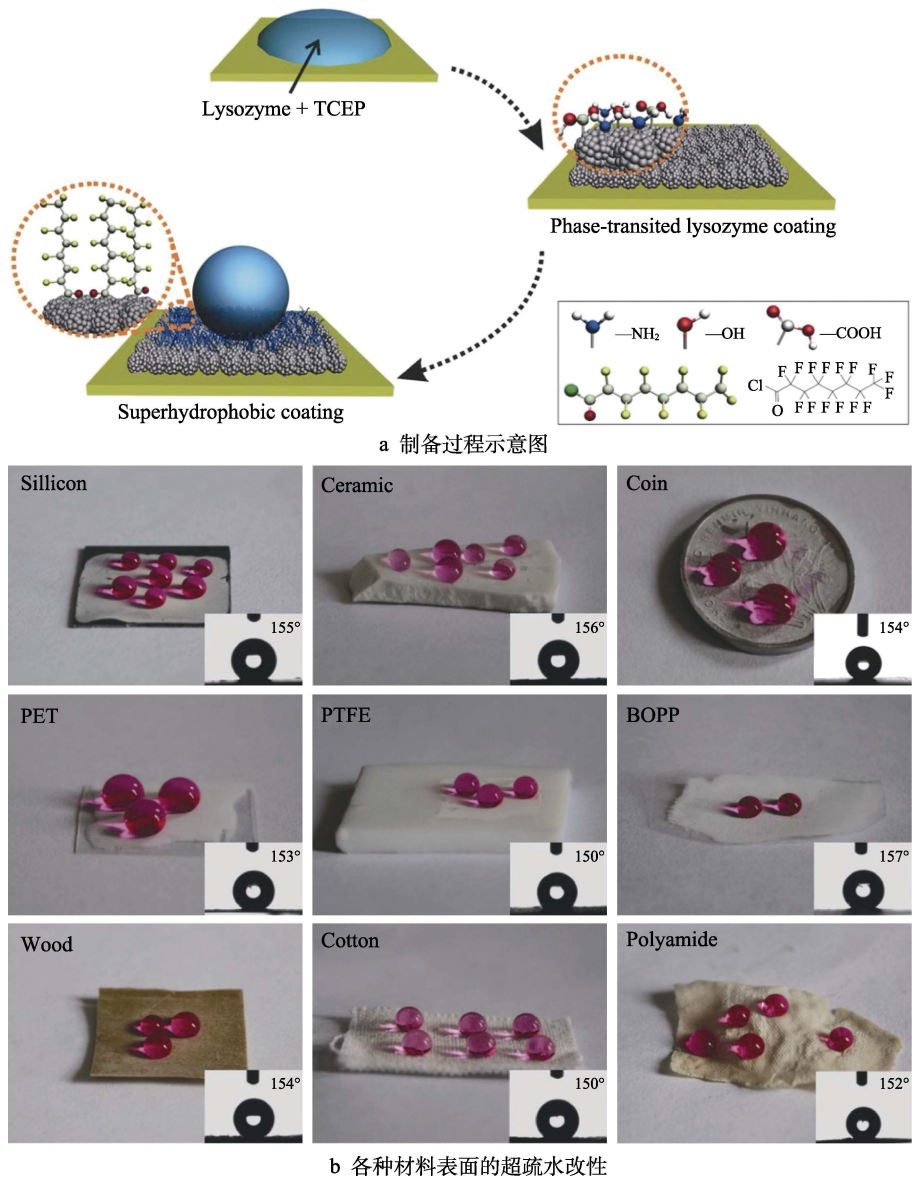 Lysozyme + TCEP
Phase-transited lysozyme coating
—NH₂ —OH —COOH
Cl F F F F F F F F F
O F F F F F F
Superhydrophobic coating
a 制备过程示意图
Sillicon
155°
Ceramic
156°
Coin
154°
PET
153°
PTFE
150°
BOPP
157°
Wood
154°
Cotton
150°
Polyamide
152°
b 各种材料表面的超疏水改性